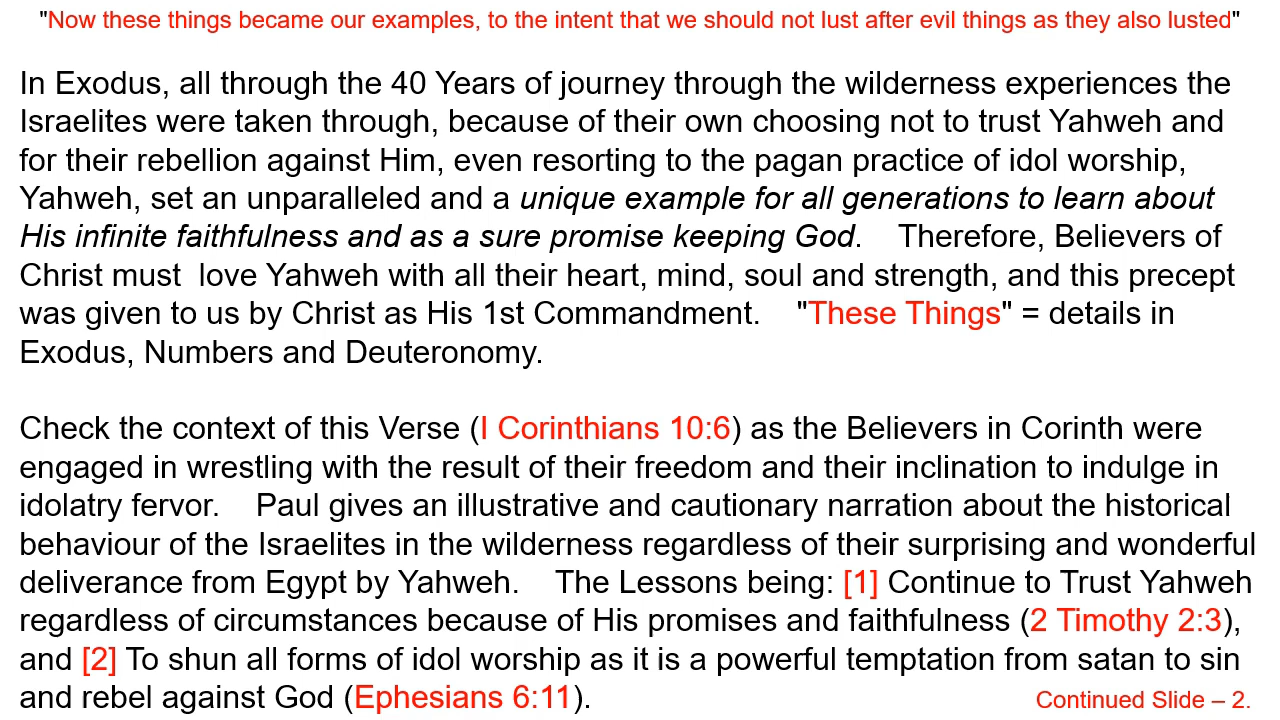 "Now these things became our examples, to the intent that we should not lust after evil things as they also lusted"
In Exodus, all through the 40 Years of journey through the wilderness experiences the
Israelites were taken through, because of their own choosing not to trust Yahweh and
for their rebellion against Him, even resorting to the pagan practice of idol worship,
Yahweh, set an unparalleled and a unique example for all generations to learn about
His infinite faithfulness and as a sure promise keeping God. Therefore, Believers of
Christ must love Yahweh with all their heart, mind, soul and strength, and this precept
was given to us by Christ as His 1st Commandment. "These Things" = details in
Exodus, Numbers and Deuteronomy.
Check the context of this Verse (I Corinthians 10:6) as the Believers in Corinth were
engaged in wrestling with the result of their freedom and their inclination to indulge in
idolatry fervor. Paul gives an illustrative and cautionary narration about the historical
behaviour of the Israelites in the wilderness regardless of their surprising and wonderful
deliverance from Egypt by Yahweh. The Lessons being: [1] Continue to Trust Yahweh
regardless of circumstances because of His promises and faithfulness (2 Timothy 2:3),
and [2] To shun all forms of idol worship as it is a powerful temptation from satan to sin
and rebel against God (Ephesians 6:11). Continued Slide – 2.